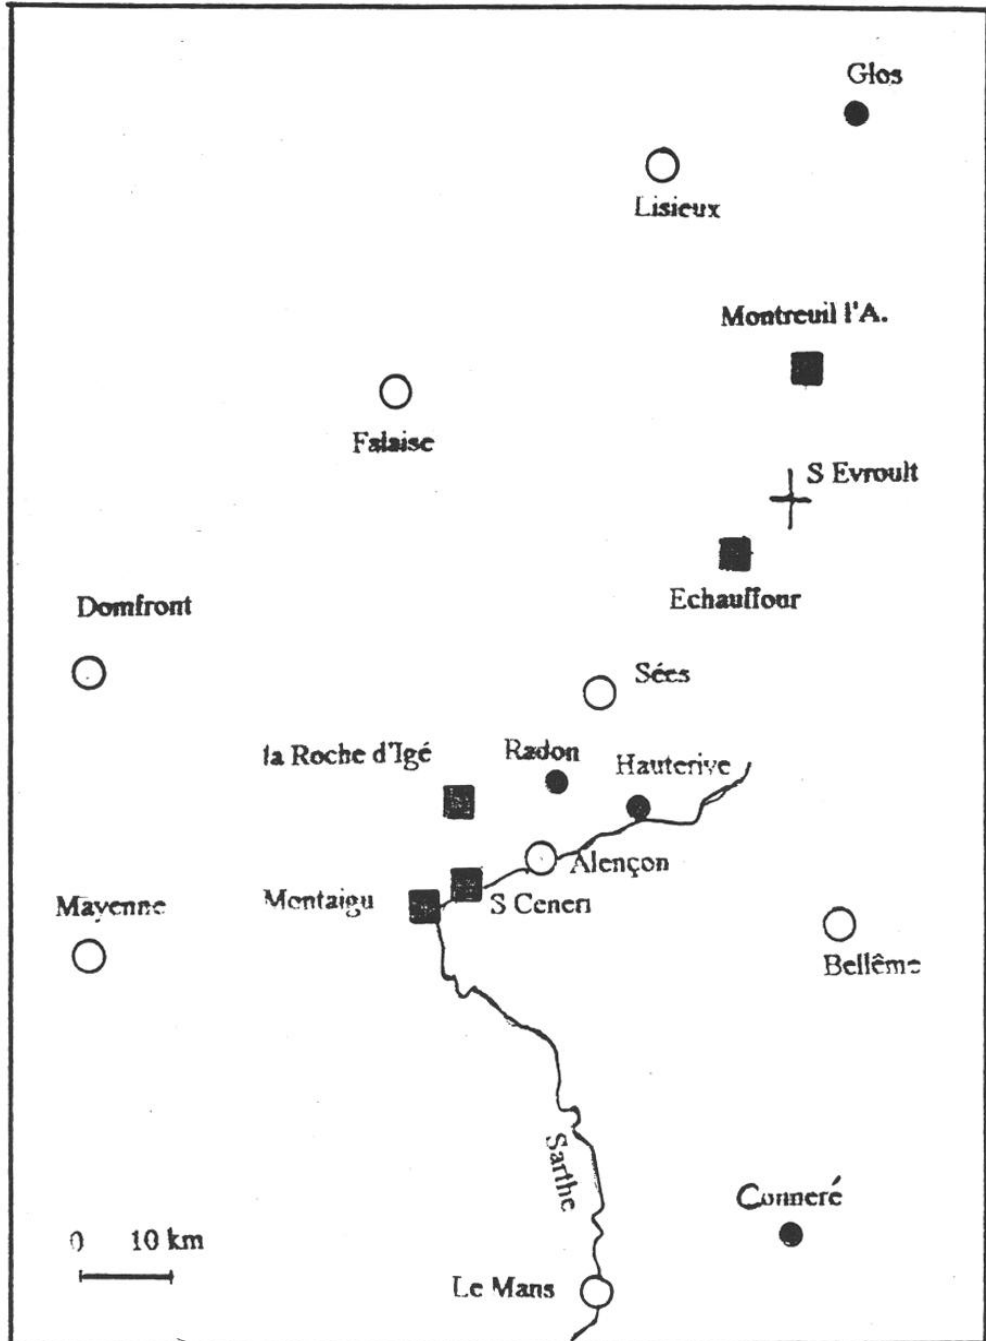 Glos
Lisieux
Montreuil l'A.
Falaise
S Evroult
Echauffour
Domfront
Sées
la Roche d'Igé
Radon
Hauterive
Alençon
Montaigu
S Ceneri
Mayenne
Bellême
Sarthe
Conneré
0 10 km
Le Mans